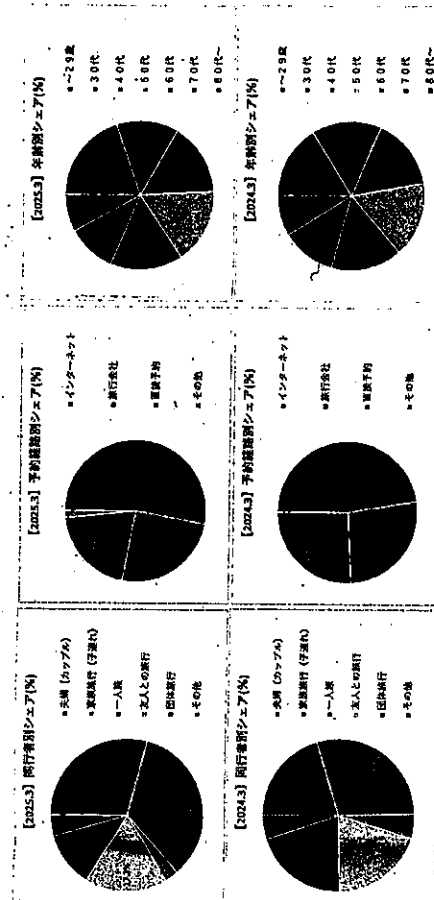 [2025.3] 同行者別シェア(%)
■夫婦 (カップル)
■家族旅行 (子連れ)
■一人旅
■友人との旅行
■団体旅行
■その他
[2025.3] 予約経路別シェア(%)
■インターネット
■旅行会社
■直接予約
■その他
[2025.3] 年齢別シェア(%)
■~29歳
■30代
■40代
■50代
■60代
■70代
■80代~
[2024.3] 同行者別シェア(%)
■夫婦 (カップル)
■家族旅行 (子連れ)
■一人旅
■友人との旅行
■団体旅行
■その他
[2024.3] 予約経路別シェア(%)
■インターネット
■旅行会社
■直接予約
■その他
[2024.3] 年齢別シェア(%)
■~29歳
■30代
■40代
■50代
■60代
■70代
■80代~